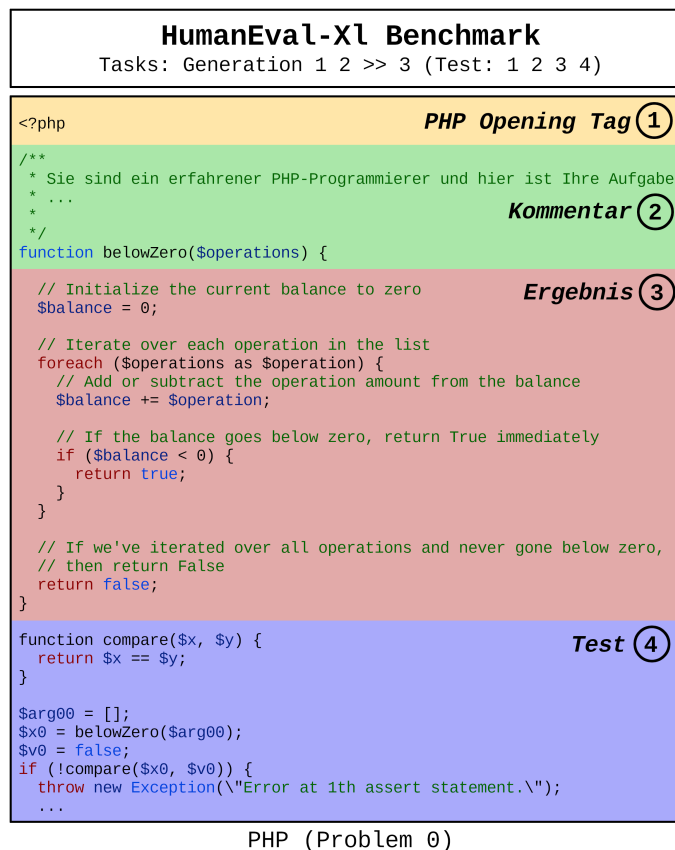 HumanEval-Xl Benchmark
Tasks: Generation 1 2 >> 3 (Test: 1 2 3 4)
<?php
PHP Opening Tag 1
/**
 * Sie sind ein erfahrener PHP-Programmierer und hier ist Ihre Aufgabe
 * ...
 *
Kommentar 2
 */
function belowZero($operations) {
  // Initialize the current balance to zero
Ergebnis 3
  $balance = 0;
  // Iterate over each operation in the list
  foreach ($operations as $operation) {
    // Add or subtract the operation amount from the balance
    $balance += $operation;
    // If the balance goes below zero, return True immediately
    if ($balance < 0) {
      return true;
    }
  }
  // If we've iterated over all operations and never gone below zero,
  // then return False
  return false;
}
function compare($x, $y) {
Test 4
  return $x == $y;
}
$arg00 = [];
$x0 = belowZero($arg00);
$v0 = false;
if (!compare($x0, $v0)) {
  throw new Exception(\"Error at 1th assert statement.\");
  ...
PHP (Problem 0)